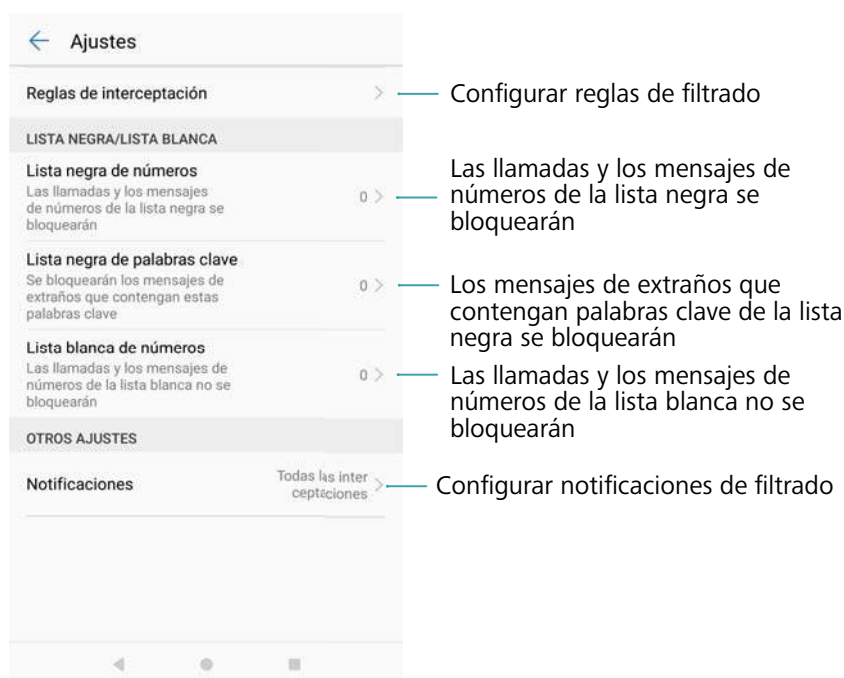 Ajustes
Reglas de interceptación
Configurar reglas de filtrado
LISTA NEGRA/LISTA BLANCA
Lista negra de números
Las llamadas y los mensajes
de números de la lista negra se
bloquearán
0
Las llamadas y los mensajes de
números de la lista negra se
bloquearán
Lista negra de palabras clave
Se bloquearán los mensajes de
extraños que contengan estas
palabras clave
0
Los mensajes de extraños que
contengan palabras clave de la lista
negra se bloquearán
Lista blanca de números
Las llamadas y los mensajes de
números de la lista blanca no se
bloquearán
0
Las llamadas y los mensajes de
números de la lista blanca no se
bloquearán
OTROS AJUSTES
Notificaciones
Todas las inter
ceptaciones
Configurar notificaciones de filtrado